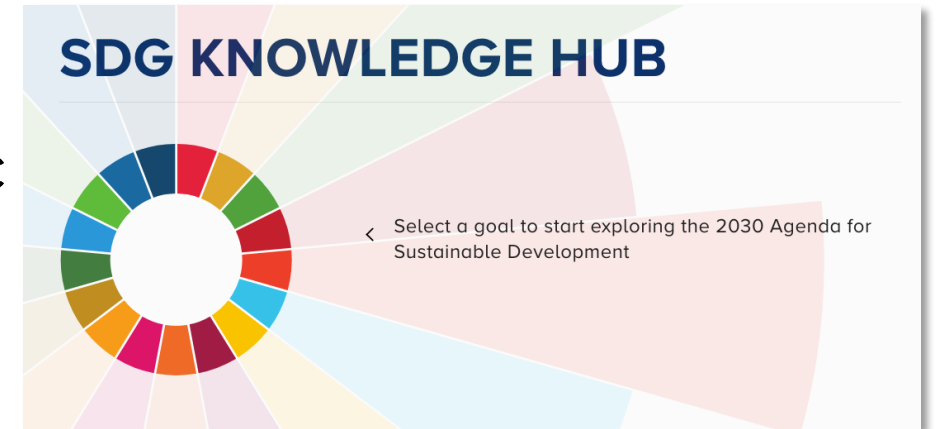 SDG KNOWLEDGE HUB
Select a goal to start exploring the 2030 Agenda for
Sustainable Development